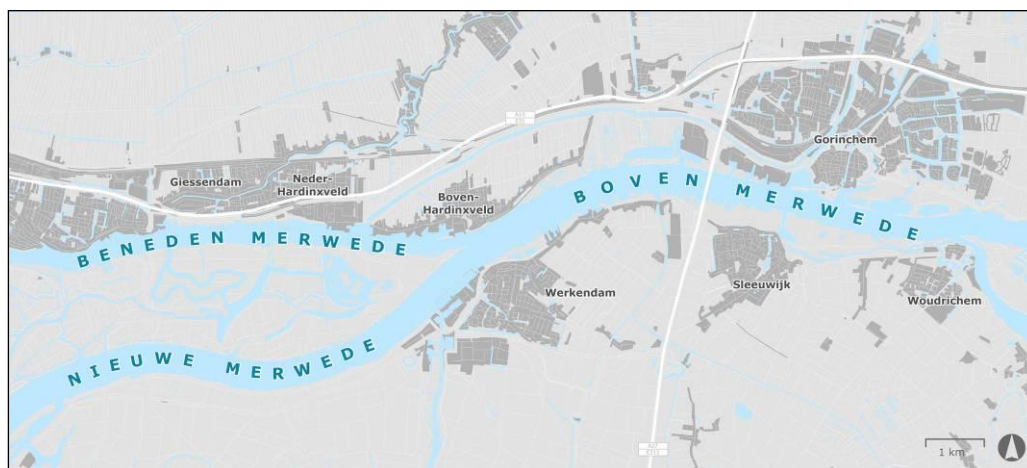 Gorinchem
Giessendam
Neder-
Hardinxveld
Boven-
Hardinxveld
BOVEN MERWEDE
BENEDEN MERWEDE
Sleeuwijk
Werkendam
Woudrichem
NIEUWE MERWEDE
1 km